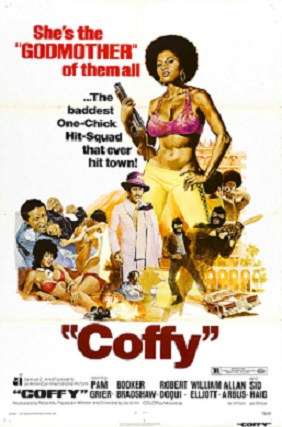 She's the
"GODMOTHER"
of them all
...The
baddest
One-Chick
Hit-Squad
that ever
hit town!
"Coffy"
"COFFY"
PAM GRIER
BOOKER BRADSHAW
ROBERT DOQUI
WILLIAM ELLIOTT
ALLAN ARBUS
SID HAIG
R
"COFFY"